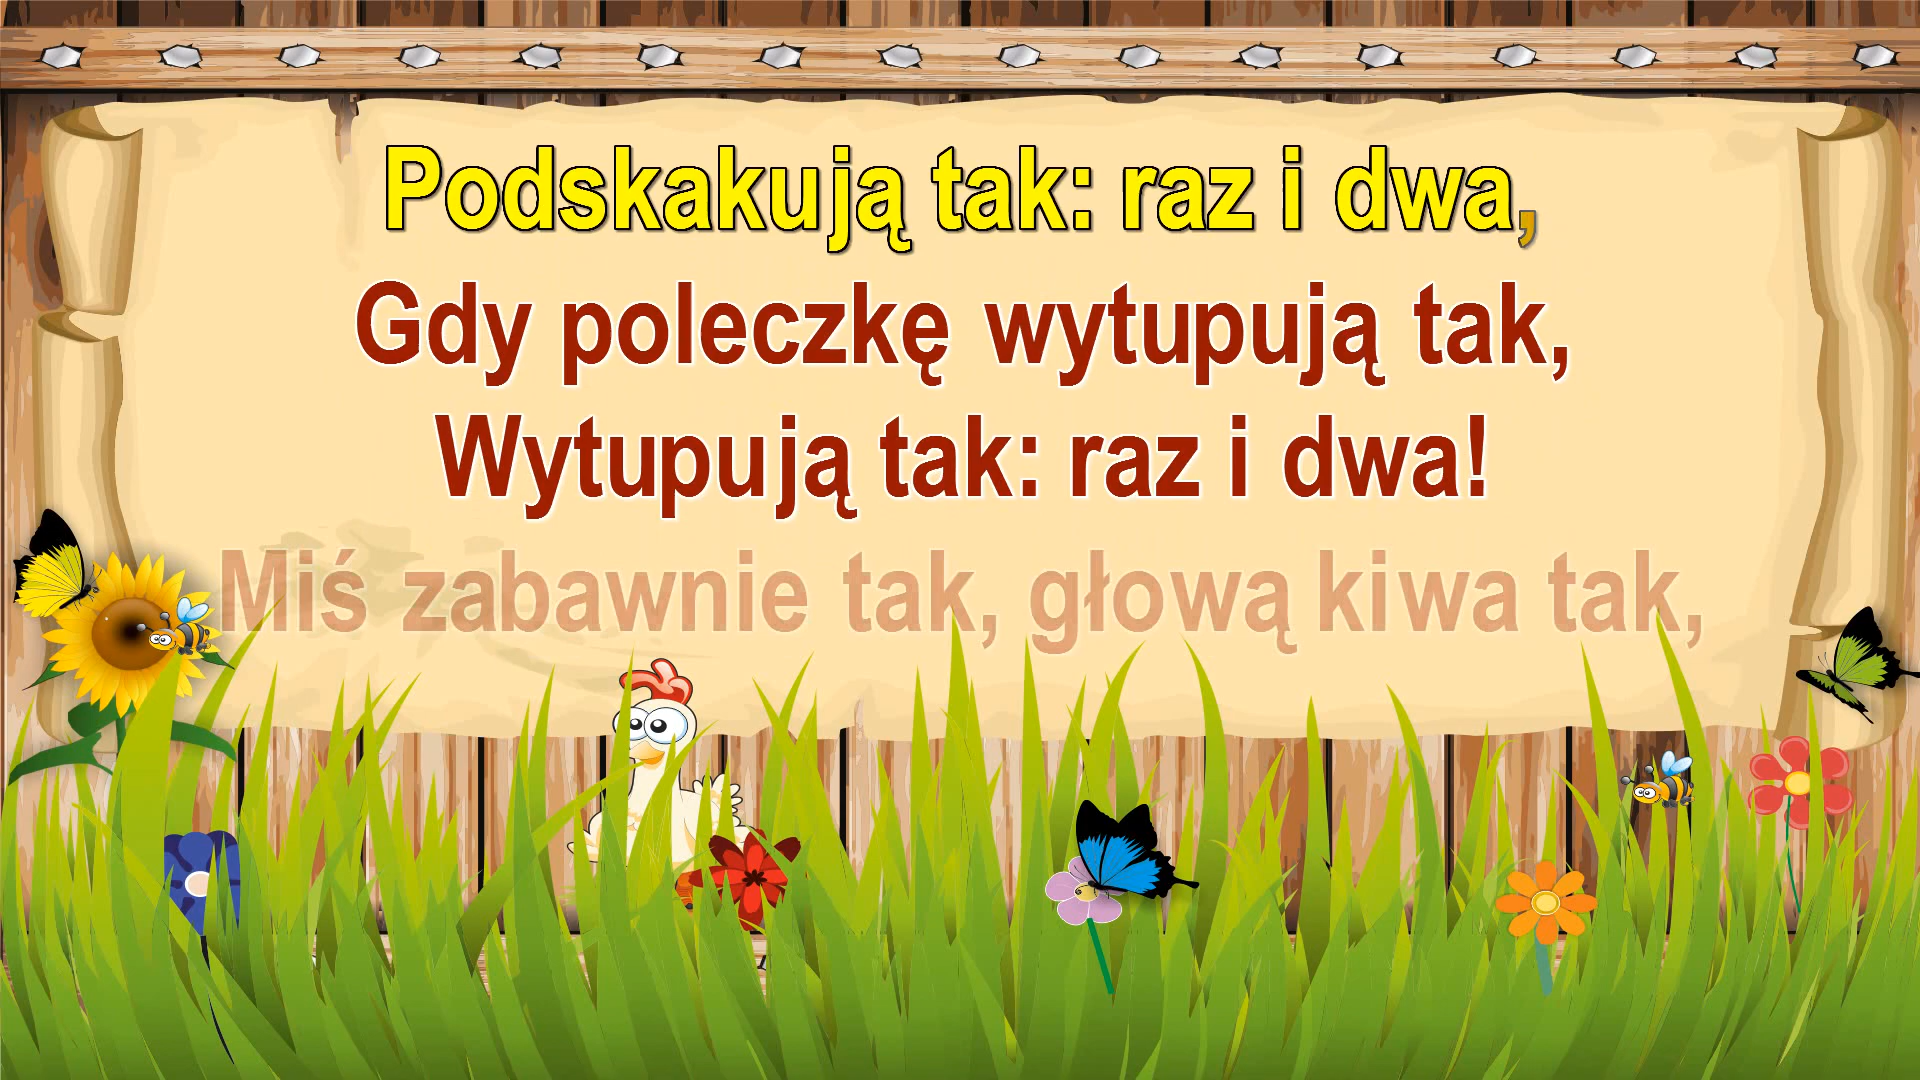 Podskakują tak: raz i dwa,
Gdy poleczkę wytupują tak,
Wytupują tak: raz i dwa!
Miś zabawnie tak, głową kiwa tak,